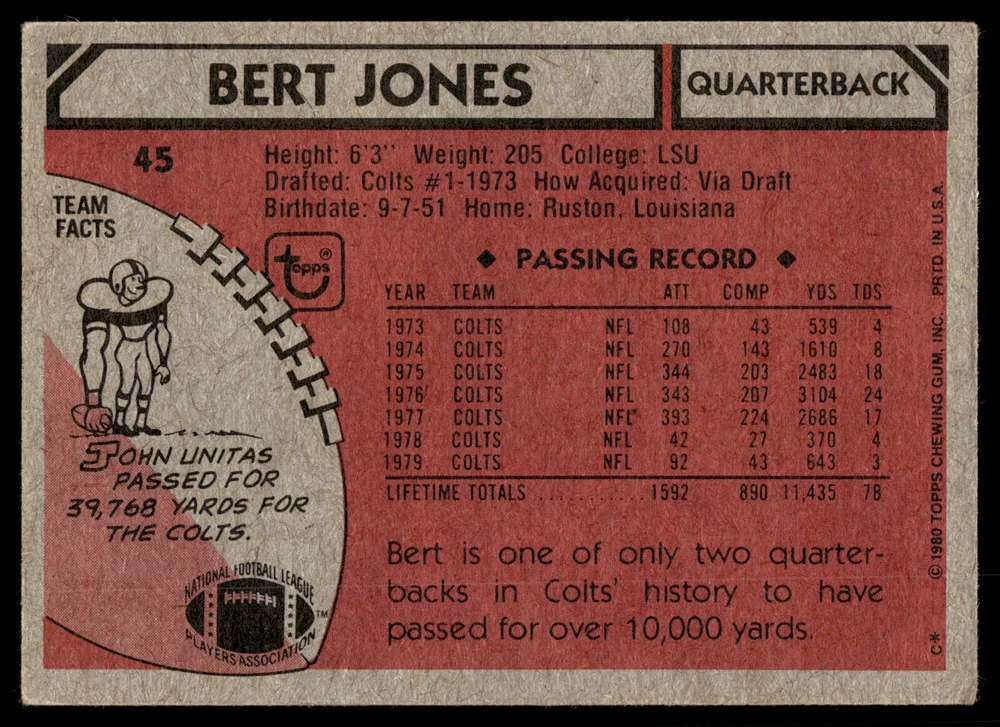 BERT JONES
QUARTERBACK
45
Height: 6'3" Weight: 205 College: LSU
Drafted: Colts #1-1973 How Acquired: Via Draft
Birthdate: 9-7-51 Home: Ruston, Louisiana
TEAM
FACTS
topps®
◆ PASSING RECORD ◆
YEAR TEAM ATT COMP YDS TDS
1973 COLTS NFL 108 43 539 4
1974 COLTS NFL 270 143 1610 8
1975 COLTS NFL 344 203 2483 18
1976 COLTS NFL 343 207 3104 24
1977 COLTS NFL 393 224 2686 17
1978 COLTS NFL 42 27 370 4
1979 COLTS NFL 92 43 643 3
LIFETIME TOTALS .......... 1592 890 11,435 78
JOHN UNITAS
PASSED FOR
39,768 YARDS FOR
THE COLTS.
NATIONAL FOOTBALL LEAGUE
PLAYERS ASSOCIATION
™
Bert is one of only two quarter-
backs in Colts' history to have
passed for over 10,000 yards.
©1980 TOPPS CHEWING GUM, INC. PRTD. IN U.S.A.
C*